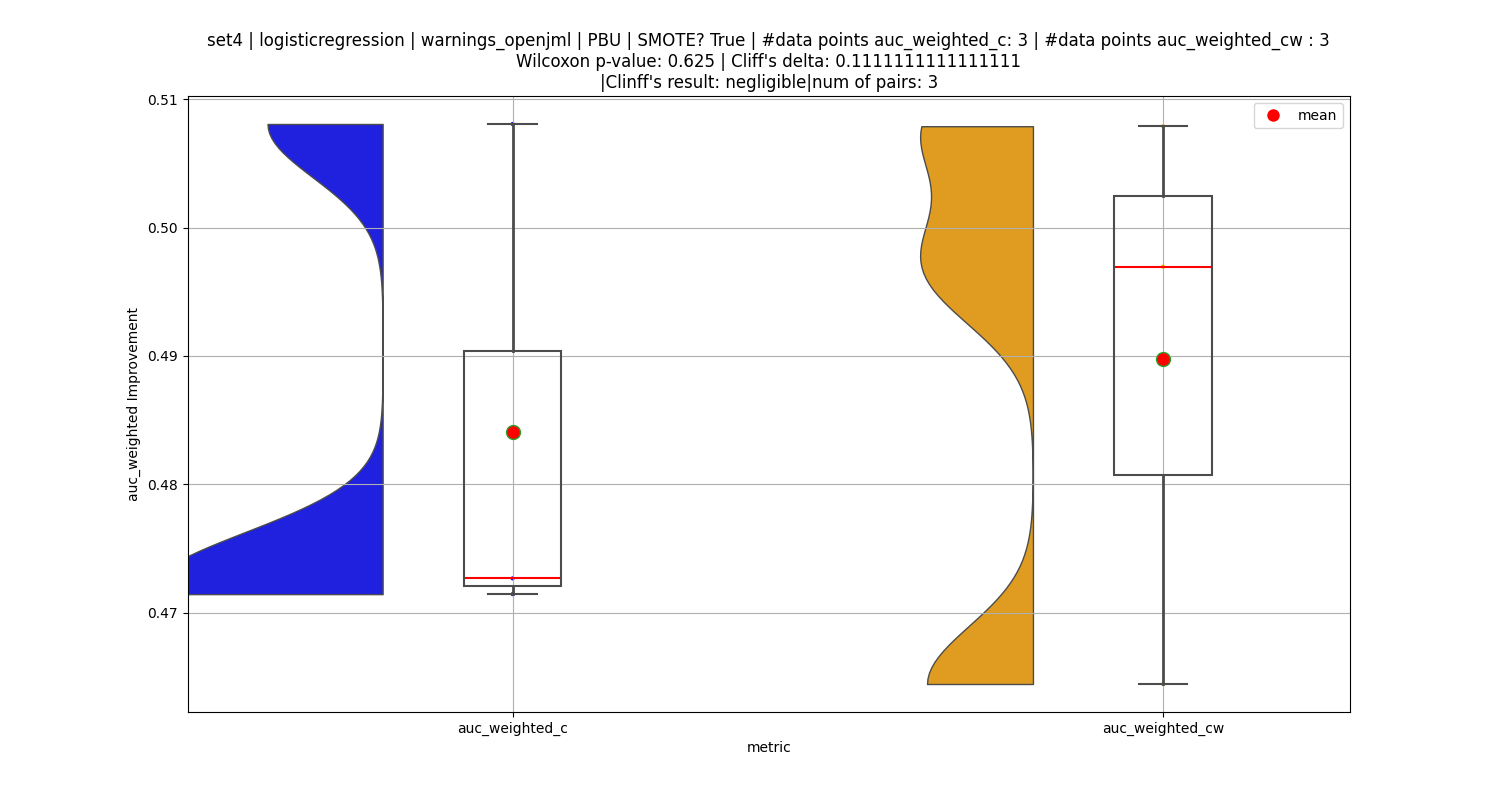 set4 | logisticregression | warnings_openjml | PBU | SMOTE? True | #data points auc_weighted_c: 3 | #data points auc_weighted_cw : 3
Wilcoxon p-value: 0.625 | Cliff's delta: 0.1111111111111111
|Clinff's result: negligible|num of pairs: 3
mean
0.51
0.50
0.49
0.48
0.47
auc_weighted Improvement
auc_weighted_c
auc_weighted_cw
metric